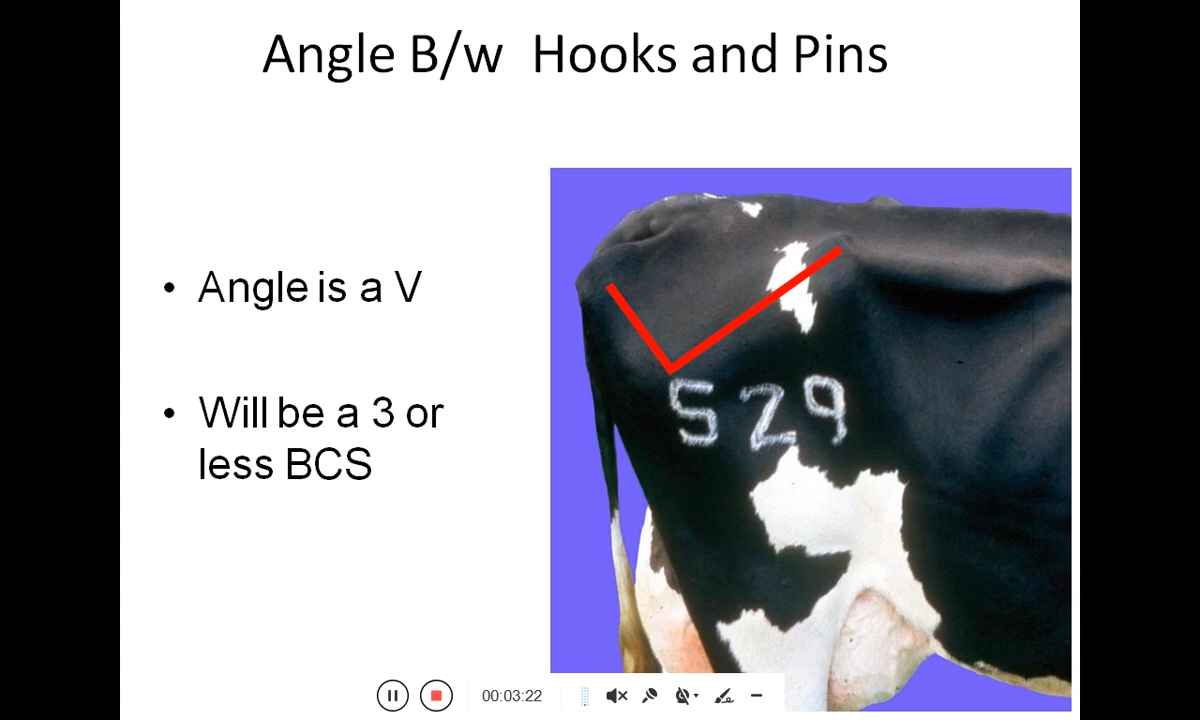 Angle B/w Hooks and Pins
• Angle is a V
• Will be a 3 or
less BCS
529
00:03:22